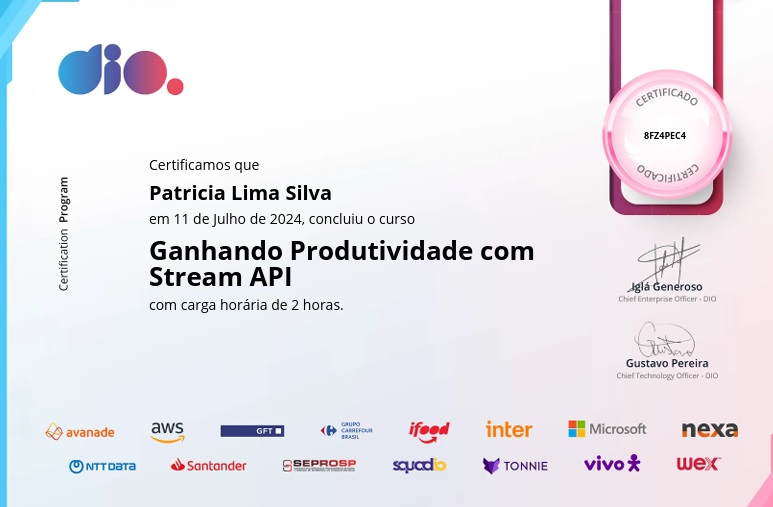 dio.
CERTIFICADO
8FZ4PEC4
CERTIFICADO
Certification Program
Certificamos que
Patricia Lima Silva
em 11 de Julho de 2024, concluiu o curso
Ganhando Produtividade com
Stream API
com carga horária de 2 horas.
Iglá Generoso
Chief Enterprise Officer - DIO
Gustavo Pereira
Chief Technology Officer - DIO
avanade
aws
GFT
GRUPO
CARREFOUR
BRASIL
ifood
inter
Microsoft
nexa
NTT DATA
Santander
SEPROSP
squadio
TONNIE
vivo
wex